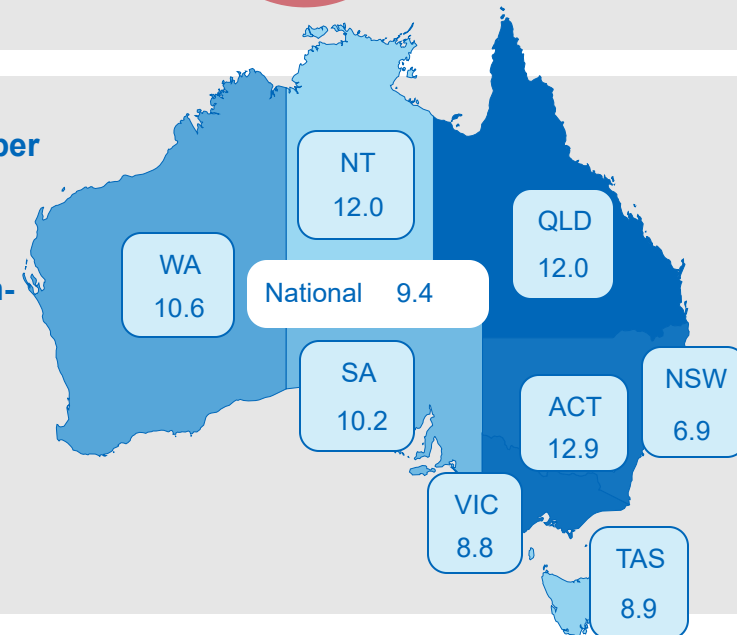 per
n-
NT
12.0
QLD
12.0
WA
10.6
National 9.4
SA
10.2
NSW
6.9
ACT
12.9
VIC
8.8
TAS
8.9